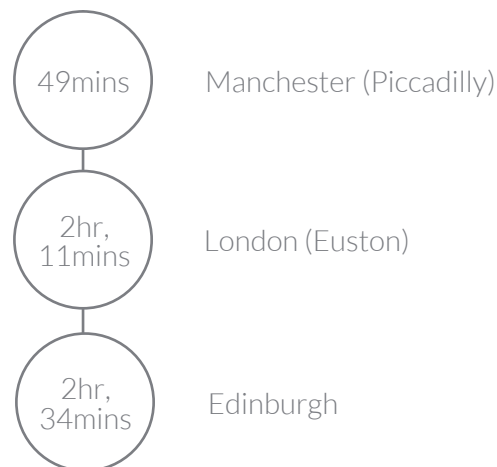 49mins
Manchester (Piccadilly)
2hr,
11mins
London (Euston)
2hr,
34mins
Edinburgh